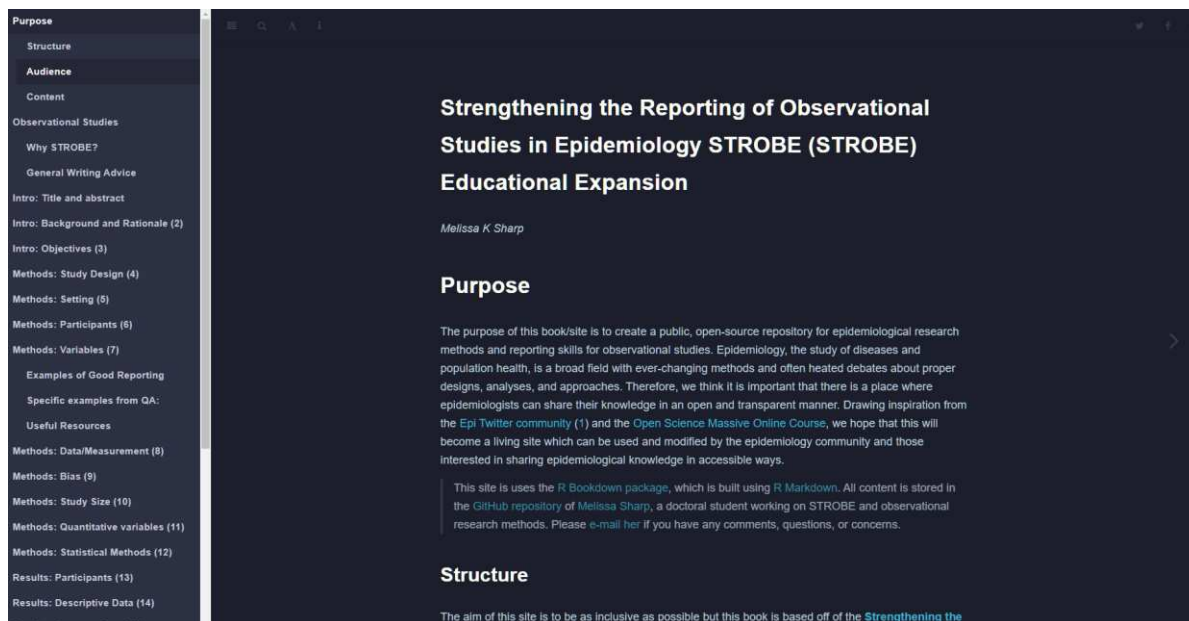 Purpose
Structure
Audience
Content
Observational Studies
Why STROBE?
General Writing Advice
Intro: Title and abstract
Intro: Background and Rationale (2)
Intro: Objectives (3)
Methods: Study Design (4)
Methods: Setting (5)
Methods: Participants (6)
Methods: Variables (7)
Examples of Good Reporting
Specific examples from QA:
Useful Resources
Methods: Data/Measurement (8)
Methods: Bias (9)
Methods: Study Size (10)
Methods: Quantitative variables (11)
Methods: Statistical Methods (12)
Results: Participants (13)
Results: Descriptive Data (14)
Strengthening the Reporting of Observational
Studies in Epidemiology STROBE (STROBE)
Educational Expansion
Melissa K Sharp
Purpose
The purpose of this book/site is to create a public, open-source repository for epidemiological research
methods and reporting skills for observational studies. Epidemiology, the study of diseases and
population health, is a broad field with ever-changing methods and often heated debates about proper
designs, analyses, and approaches. Therefore, we think it is important that there is a place where
epidemiologists can share their knowledge in an open and transparent manner. Drawing inspiration from
the Epi Twitter community (1) and the Open Science Massive Online Course, we hope that this will
become a living site which can be used and modified by the epidemiology community and those
interested in sharing epidemiological knowledge in accessible ways.
This site is uses the R Bookdown package, which is built using R Markdown. All content is stored in
the GitHub repository of Melissa Sharp, a doctoral student working on STROBE and observational
research methods. Please e-mail her if you have any comments, questions, or concerns.
Structure
The aim of this site is to be as inclusive as possible but this book is based off of the Strengthening the